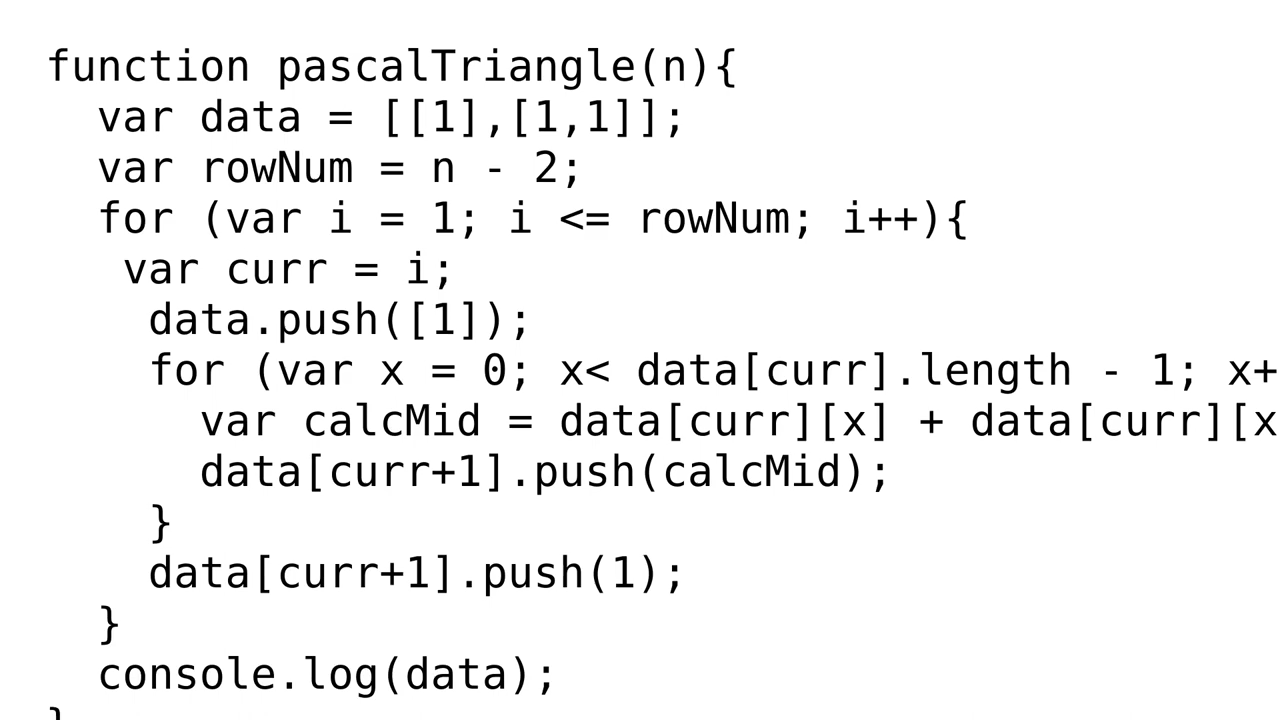 function pascalTriangle(n){
  var data = [[1],[1,1]];
  var rowNum = n - 2;
  for (var i = 1; i <= rowNum; i++){
   var curr = i;
    data.push([1]);
    for (var x = 0; x< data[curr].length - 1; x+
      var calcMid = data[curr][x] + data[curr][x
      data[curr+1].push(calcMid);
    }
    data[curr+1].push(1);
  }
  console.log(data);
}